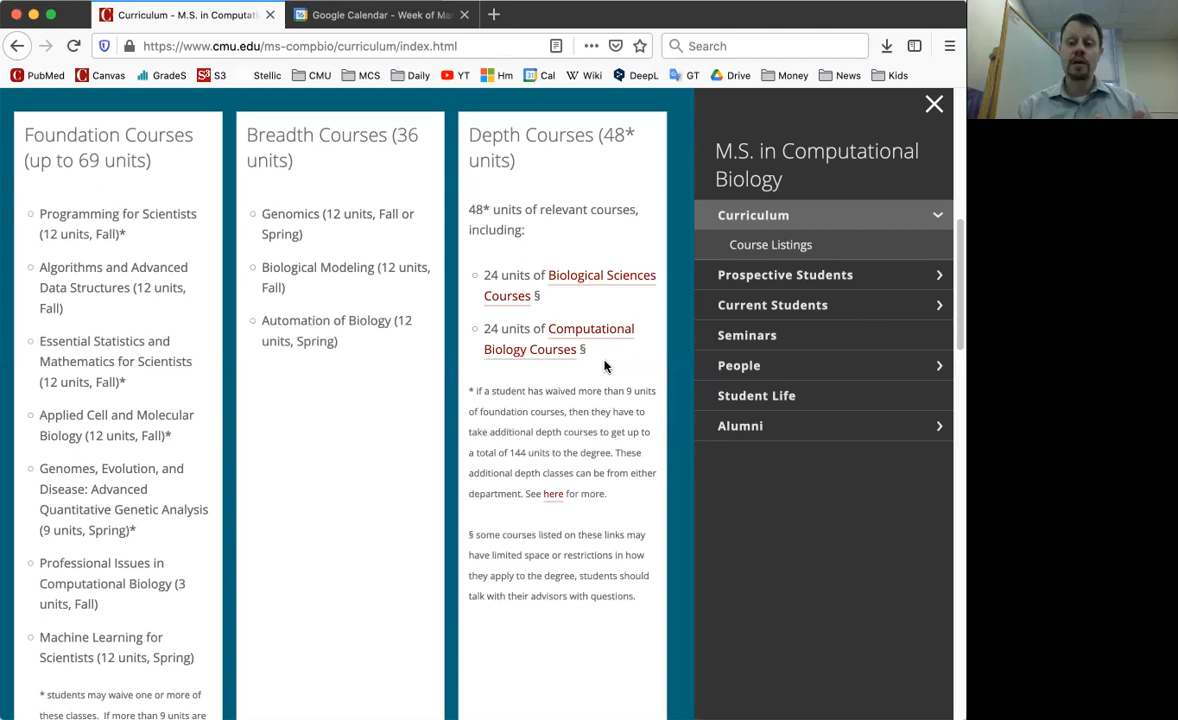 Curriculum - M.S. in Computati
Google Calendar - Week of Ma
https://www.cmu.edu/ms-compbio/curriculum/index.html
Search
PubMed
Canvas
GradeS
S3
Stellic
CMU
MCS
Daily
YT
Hm
Cal
Wiki
DeepL
GT
Drive
Money
News
Kids
Foundation Courses
(up to 69 units)
Programming for Scientists
(12 units, Fall)*
Algorithms and Advanced
Data Structures (12 units,
Fall)
Essential Statistics and
Mathematics for Scientists
(12 units, Fall)*
Applied Cell and Molecular
Biology (12 units, Fall)*
Genomes, Evolution, and
Disease: Advanced
Quantitative Genetic Analysis
(9 units, Spring)*
Professional Issues in
Computational Biology (3
units, Fall)
Machine Learning for
Scientists (12 units, Spring)
* students may waive one or more of
these classes. If more than 9 units are
Breadth Courses (36
units)
Genomics (12 units, Fall or
Spring)
Biological Modeling (12 units,
Fall)
Automation of Biology (12
units, Spring)
Depth Courses (48*
units)
48* units of relevant courses,
including:
24 units of Biological Sciences
Courses §
24 units of Computational
Biology Courses §
* if a student has waived more than 9 units
of foundation courses, then they have to
take additional depth courses to get up to
a total of 144 units to the degree. These
additional depth classes can be from either
department. See here for more.
§ some courses listed on these links may
have limited space or restrictions in how
they apply to the degree, students should
talk with their advisors with questions.
M.S. in Computational
Biology
Curriculum
Course Listings
Prospective Students
Current Students
Seminars
People
Student Life
Alumni